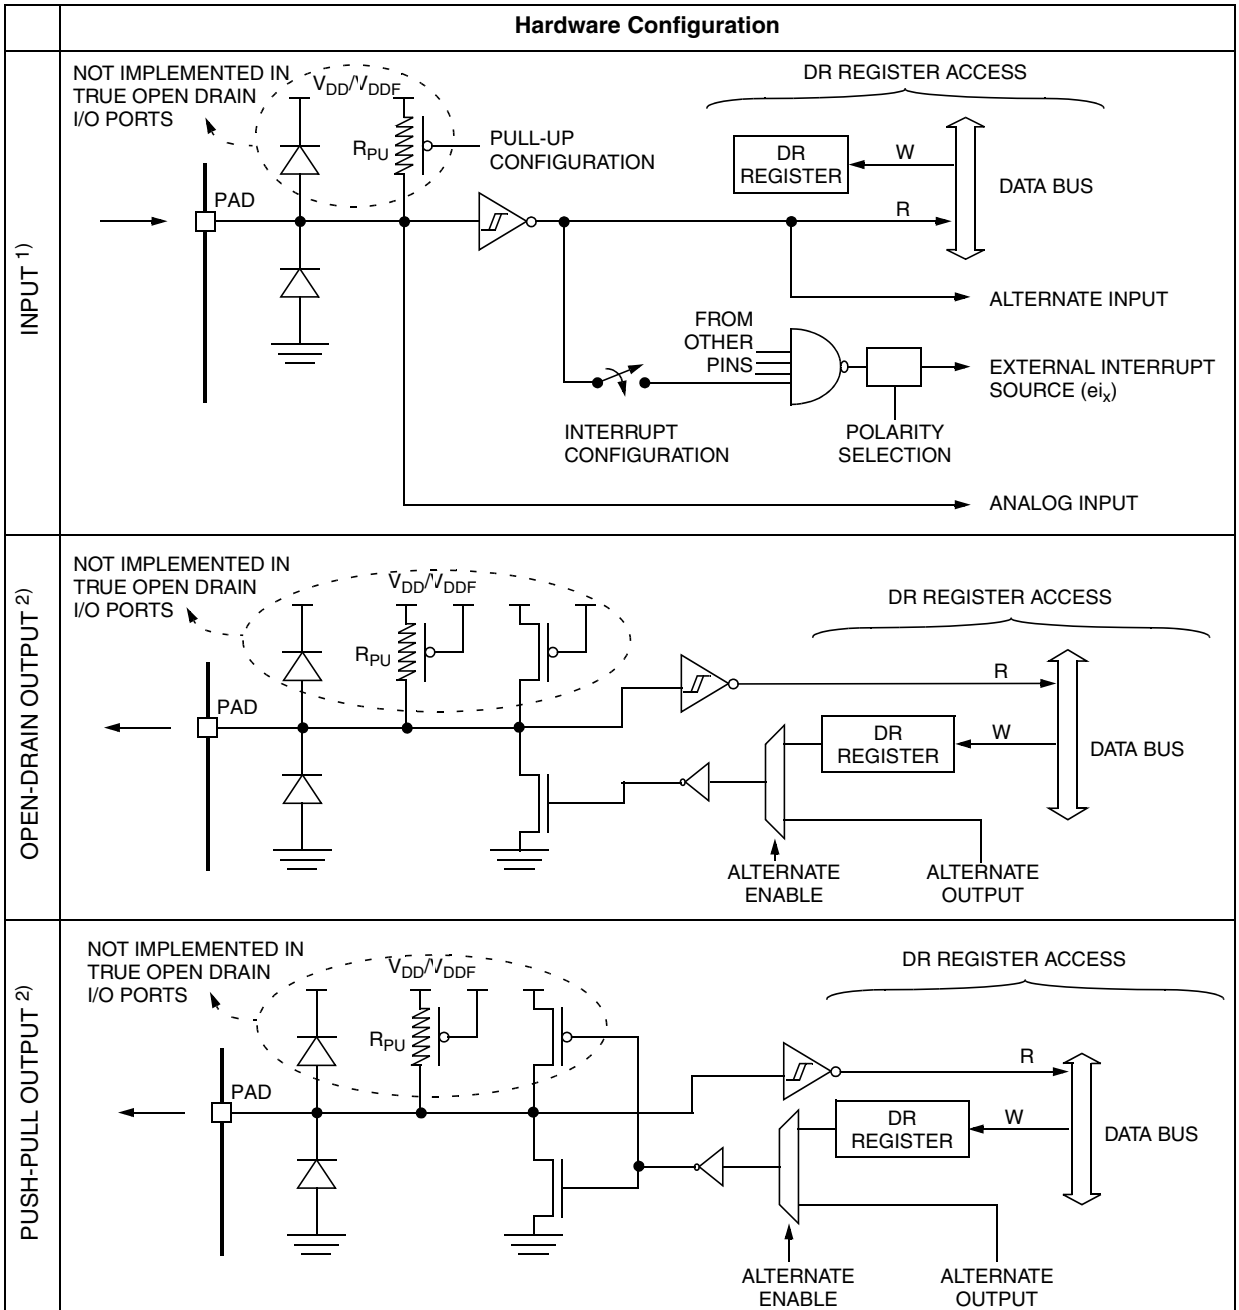 Hardware Configuration
INPUT 1)
NOT IMPLEMENTED IN
TRUE OPEN DRAIN
I/O PORTS
VDD/VDDF
RPU
PULL-UP
CONFIGURATION
PAD
DR REGISTER ACCESS
DR
REGISTER
W
R
DATA BUS
ALTERNATE INPUT
FROM
OTHER
PINS
EXTERNAL INTERRUPT
SOURCE (eix)
INTERRUPT
CONFIGURATION
POLARITY
SELECTION
ANALOG INPUT
OPEN-DRAIN OUTPUT 2)
NOT IMPLEMENTED IN
TRUE OPEN DRAIN
I/O PORTS
VDD/VDDF
RPU
PAD
DR REGISTER ACCESS
R
DR
REGISTER
W
DATA BUS
ALTERNATE
ENABLE
ALTERNATE
OUTPUT
PUSH-PULL OUTPUT 2)
NOT IMPLEMENTED IN
TRUE OPEN DRAIN
I/O PORTS
VDD/VDDF
RPU
PAD
DR REGISTER ACCESS
R
DR
REGISTER
W
DATA BUS
ALTERNATE
ENABLE
ALTERNATE
OUTPUT